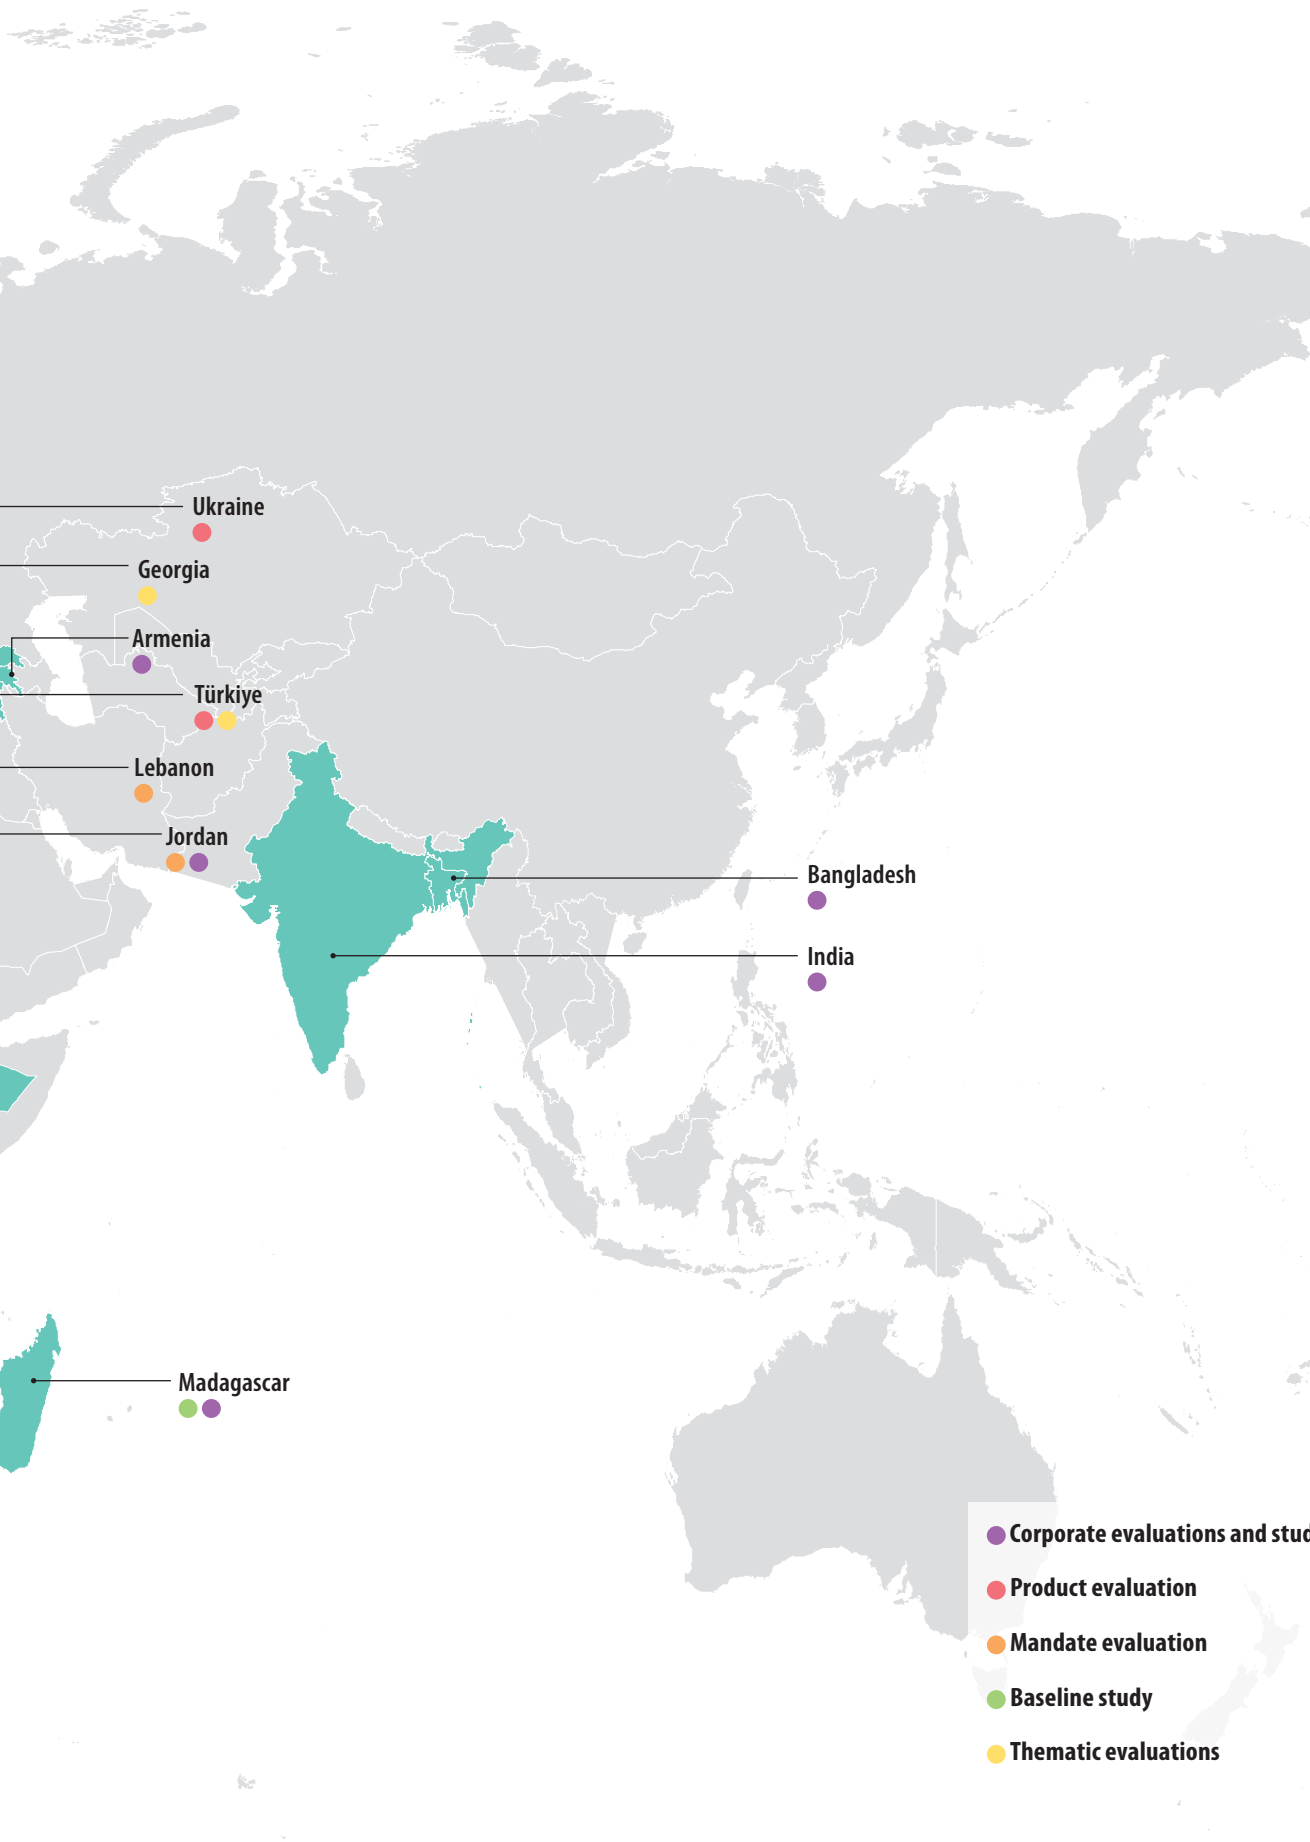 Ukraine
Georgia
Armenia
Türkiye
Lebanon
Jordan
Bangladesh
India
Madagascar
Corporate evaluations and stud
Product evaluation
Mandate evaluation
Baseline study
Thematic evaluations